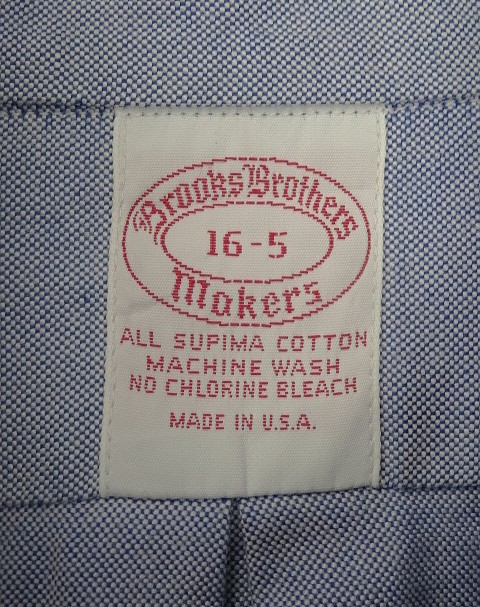 Brooks Brothers
16-5
Makers
ALL SUPIMA COTTON
MACHINE WASH
NO CHLORINE BLEACH
MADE IN U.S.A.